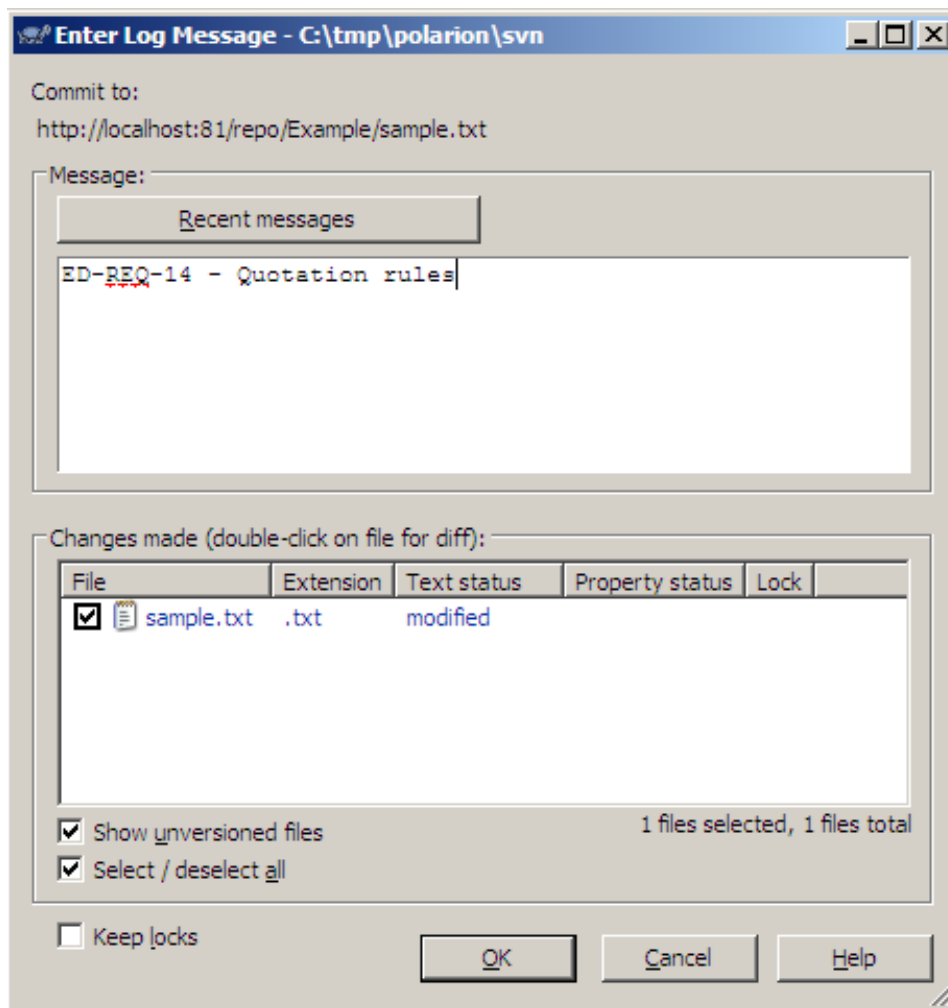 Enter Log Message - C:\tmp\polarion\svn
Commit to:
http://localhost:81/repo/Example/sample.txt
Message:
Recent messages
ED-REQ-14 - Quotation rules
Changes made (double-click on file for diff):
File Extension Text status Property status Lock
sample.txt .txt modified
Show unversioned files
1 files selected, 1 files total
Select / deselect all
Keep locks
OK Cancel Help